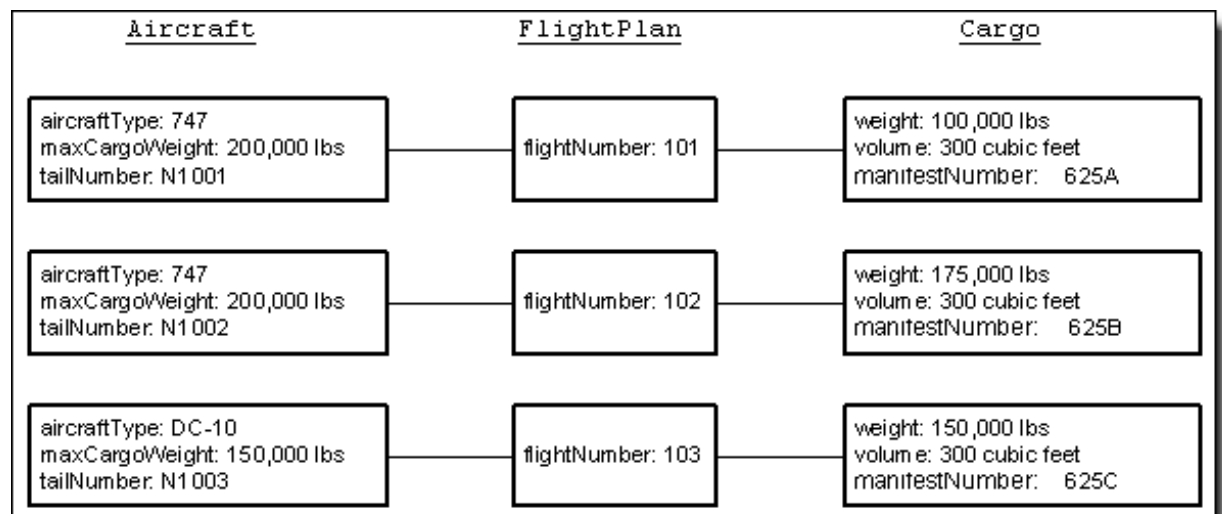 Aircraft FlightPlan Cargo
aircraftType: 747
maxCargoWeight: 200,000 lbs
tailNumber: N1001
flightNumber: 101
weight: 100,000 lbs
volume: 300 cubic feet
manifestNumber: 625A
aircraftType: 747
maxCargoWeight: 200,000 lbs
tailNumber: N1002
flightNumber: 102
weight: 175,000 lbs
volume: 300 cubic feet
manifestNumber: 625B
aircraftType: DC-10
maxCargoWeight: 150,000 lbs
tailNumber: N1003
flightNumber: 103
weight: 150,000 lbs
volume: 300 cubic feet
manifestNumber: 625C